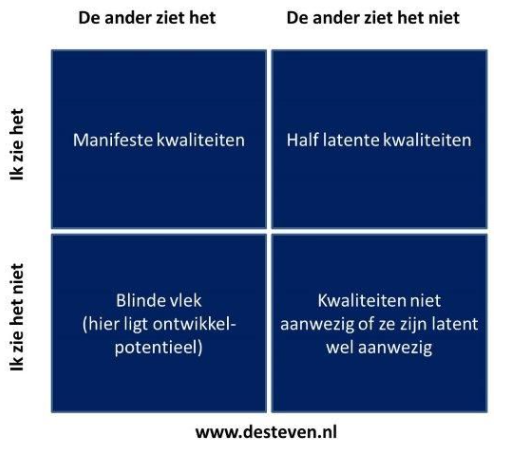 De ander ziet het
De ander ziet het niet
Ik zie het
Manifeste kwaliteiten
Half latente kwaliteiten
Ik zie het niet
Blinde vlek
(hier ligt ontwikkel-
potentieel)
Kwaliteiten niet
aanwezig of ze zijn latent
wel aanwezig
www.desteven.nl